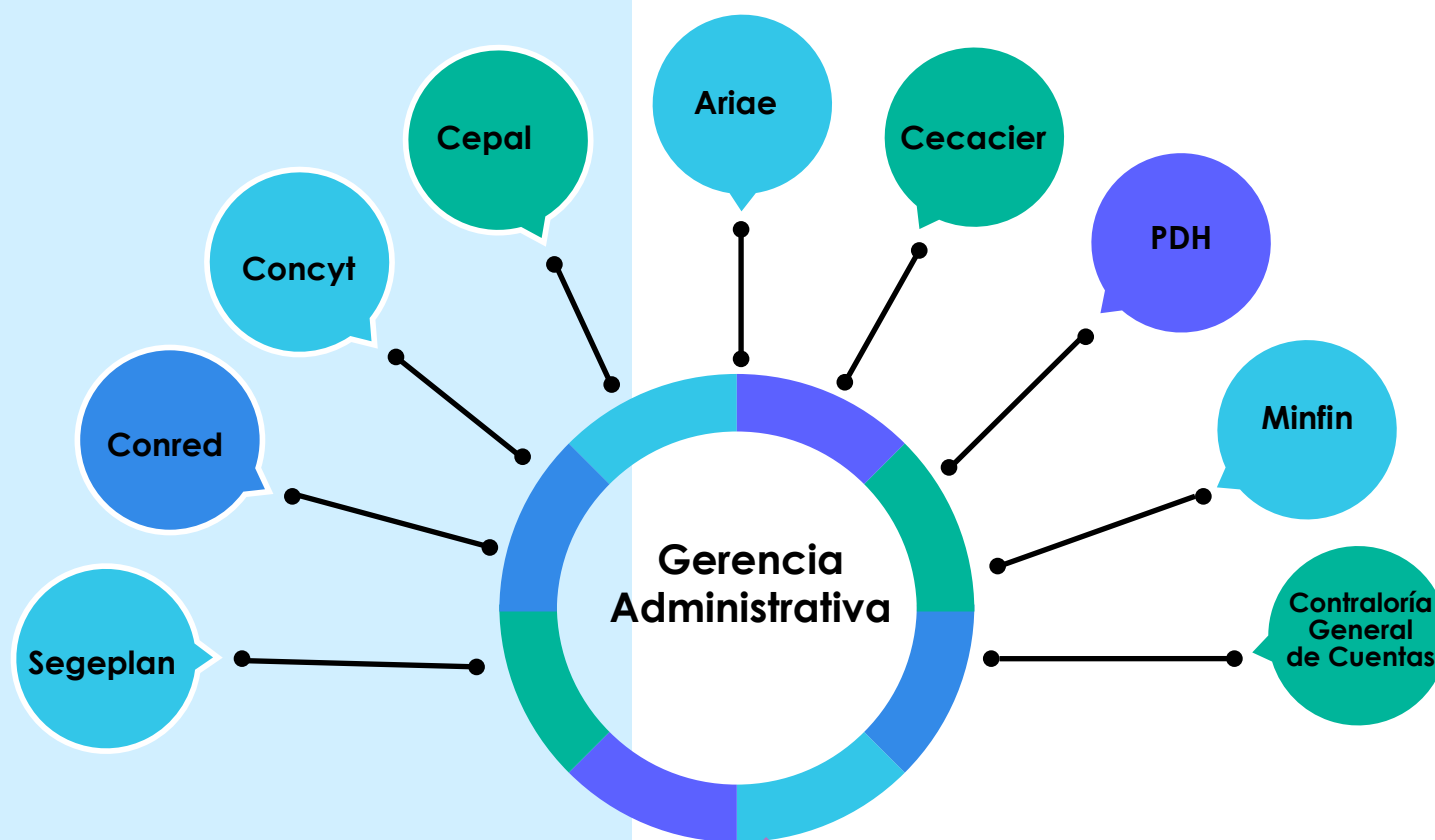 Ariae
Cepal
Cecacier
PDH
Concyt
Minfin
Conred
Gerencia
Administrativa
Contraloría
General
de Cuentas
Segeplan